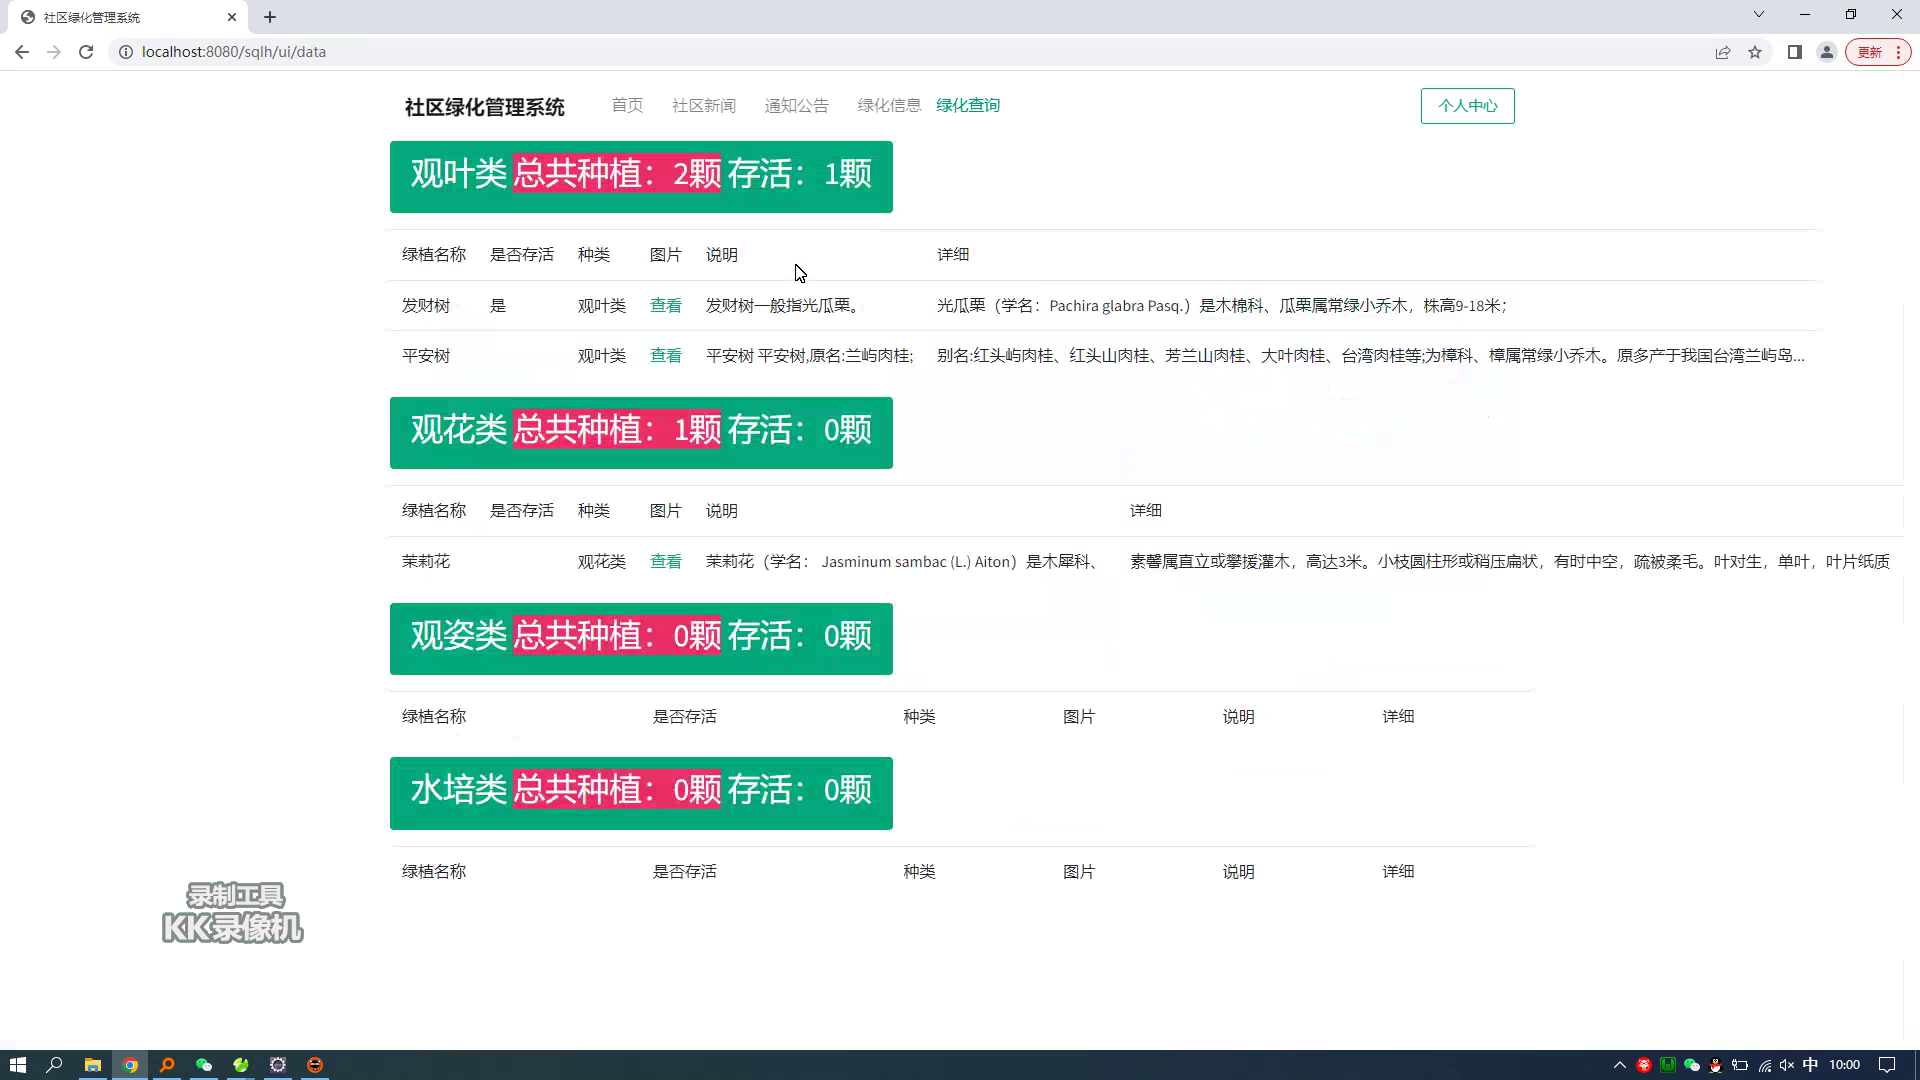 社区绿化管理系统
localhost:8080/sqlh/ui/data
更新
社区绿化管理系统 首页 社区新闻 通知公告 绿化信息 绿化查询 个人中心
观叶类 总共种植：2颗 存活：1颗
绿植名称 是否存活 种类 图片 说明 详细
发财树 是 观叶类 查看 发财树一般指光瓜栗。 光瓜栗（学名：Pachira glabra Pasq.）是木棉科、瓜栗属常绿小乔木，株高9-18米；
平安树 观叶类 查看 平安树 平安树,原名:兰屿肉桂; 别名:红头屿肉桂、红头山肉桂、芳兰山肉桂、大叶肉桂、台湾肉桂等;为樟科、樟属常绿小乔木。原多产于我国台湾兰屿岛...
观花类 总共种植：1颗 存活：0颗
绿植名称 是否存活 种类 图片 说明 详细
茉莉花 观花类 查看 茉莉花（学名： Jasminum sambac (L.) Aiton）是木犀科、 素馨属直立或攀援灌木，高达3米。小枝圆柱形或稍压扁状，有时中空，疏被柔毛。叶对生，单叶，叶片纸质
观姿类 总共种植：0颗 存活：0颗
绿植名称 是否存活 种类 图片 说明 详细
水培类 总共种植：0颗 存活：0颗
绿植名称 是否存活 种类 图片 说明 详细
录制工具
KK录像机
中 10:00